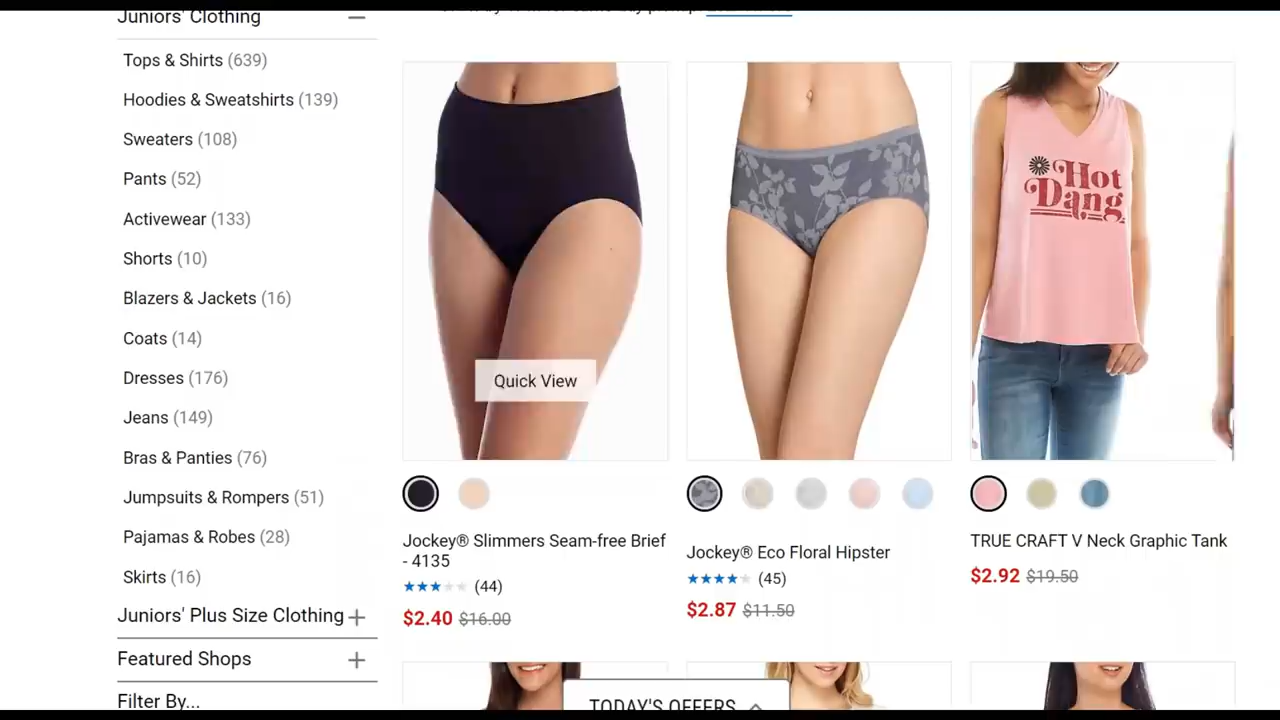 Juniors' Clothing
Tops & Shirts (639)
Hoodies & Sweatshirts (139)
Sweaters (108)
Pants (52)
Activewear (133)
Shorts (10)
Blazers & Jackets (16)
Coats (14)
Dresses (176)
Jeans (149)
Bras & Panties (76)
Jumpsuits & Rompers (51)
Pajamas & Robes (28)
Skirts (16)
Juniors' Plus Size Clothing
Featured Shops
Filter By...
Quick View
Jockey® Slimmers Seam-free Brief
- 4135
(44)
$2.40 $16.00
Jockey® Eco Floral Hipster
(45)
$2.87 $11.50
Hot
Dang
TRUE CRAFT V Neck Graphic Tank
$2.92 $19.50
TODAY'S OFFERS